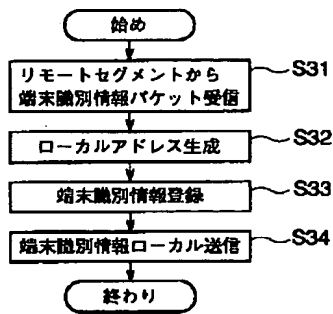 始め
リモートセグメントから
端末識別情報パケット受信
S31
ローカルアドレス生成
S32
端末識別情報登録
S33
端末識別情報ローカル送信
S34
終わり